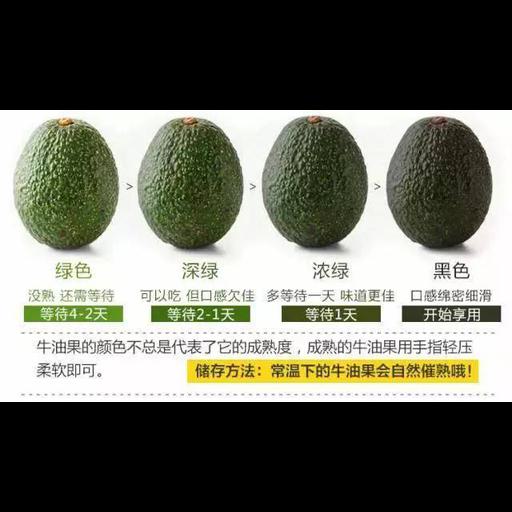 > > >
绿色 深绿 浓绿 黑色
没熟 还需等待 可以吃 但口感欠佳 多等待一天 味道更佳 口感绵密细滑
等待4-2天 等待2-1天 等待1天 开始享用
牛油果的颜色不总是代表了它的成熟度，成熟的牛油果用手指轻压
柔软即可。 储存方法：常温下的牛油果会自然催熟哦！